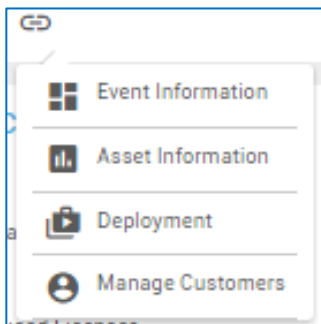 Event Information
Asset Information
Deployment
Manage Customers